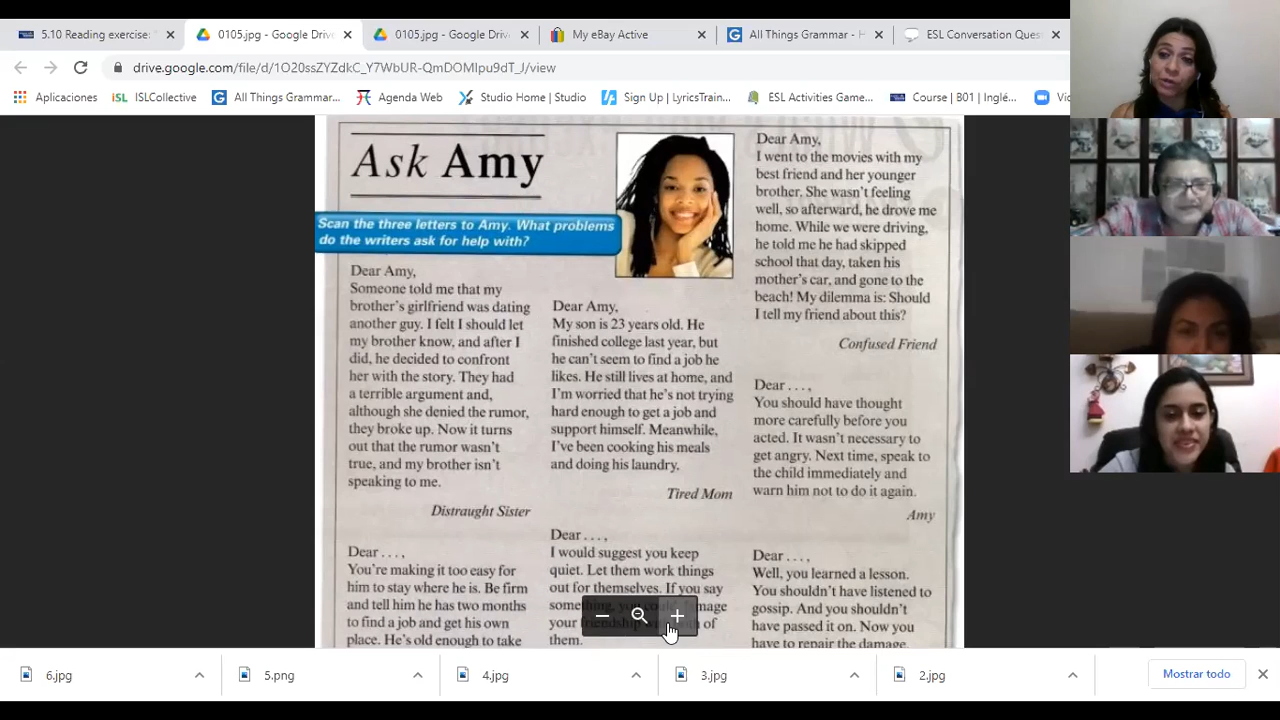 5.10 Reading exercise:
0105.jpg - Google Drive
0105.jpg - Google Drive
My eBay Active
All Things Grammar - H
ESL Conversation Ques
drive.google.com/file/d/1O20ssZYZdkC_Y7WbUR-QmDOMlpu9dT_J/view
Aplicaciones
ISLCollective
All Things Grammar...
Agenda Web
Studio Home | Studio
Sign Up | LyricsTrain...
ESL Activities Game...
Course | B01 | Inglé...
Ask Amy
Scan the three letters to Amy. What problems
do the writers ask for help with?
Dear Amy,
Someone told me that my
brother's girlfriend was dating
another guy. I felt I should let
my brother know, and after I
did, he decided to confront
her with the story. They had
a terrible argument and,
although she denied the rumor,
they broke up. Now it turns
out that the rumor wasn't
true, and my brother isn't
speaking to me.
Distraught Sister
Dear . . . ,
You're making it too easy for
him to stay where he is. Be firm
and tell him he has two months
to find a job and get his own
place. He's old enough to take
Dear Amy,
My son is 23 years old. He
finished college last year, but
he can't seem to find a job he
likes. He still lives at home, and
I'm worried that he's not trying
hard enough to get a job and
support himself. Meanwhile,
I've been cooking his meals
and doing his laundry.
Tired Mom
Dear . . . ,
I would suggest you keep
quiet. Let them work things
out for themselves. If you say
something, you could damage
your friendship with of
them.
Dear Amy,
I went to the movies with my
best friend and her younger
brother. She wasn't feeling
well, so afterward, he drove me
home. While we were driving,
he told me he had skipped
school that day, taken his
mother's car, and gone to the
beach! My dilemma is: Should
I tell my friend about this?
Confused Friend
Dear . . . ,
You should have thought
more carefully before you
acted. It wasn't necessary to
get angry. Next time, speak to
the child immediately and
warn him not to do it again.
Amy
Dear . . . ,
Well, you learned a lesson.
You shouldn't have listened to
gossip. And you shouldn't
have passed it on. Now you
have to repair the damage.
6.jpg
5.png
4.jpg
3.jpg
2.jpg
Mostrar todo